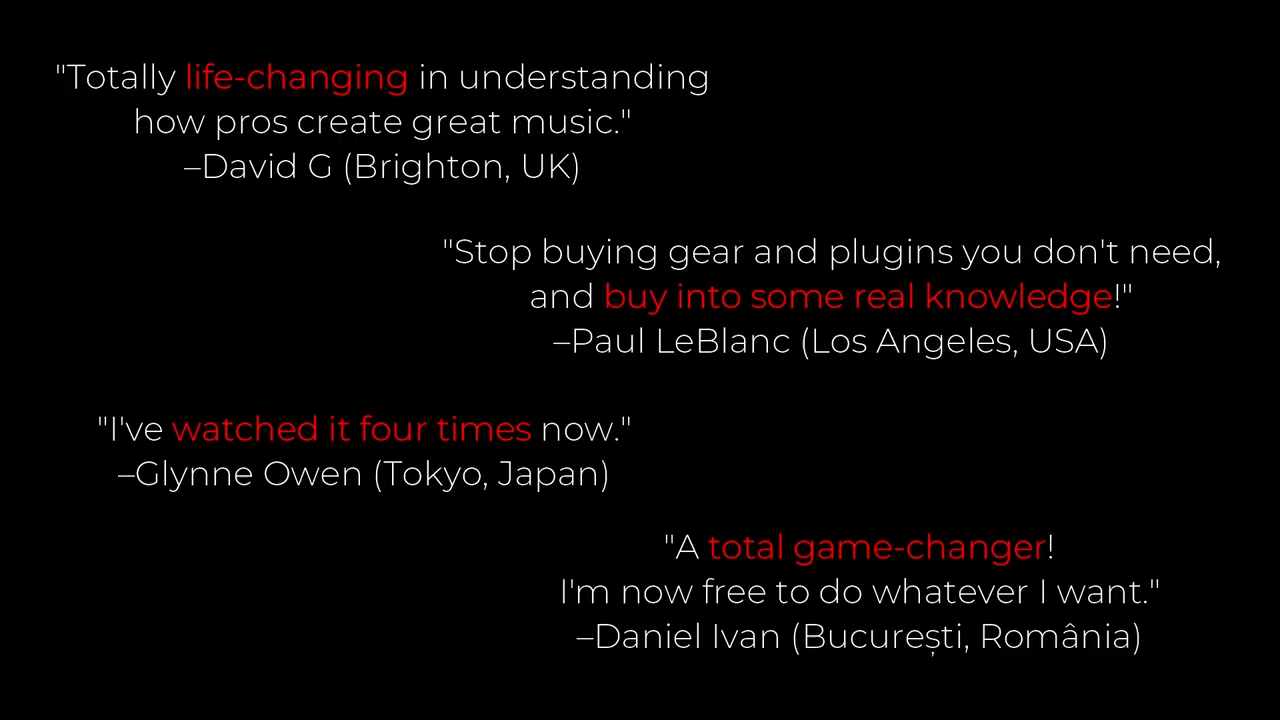 "Totally life-changing in understanding
how pros create great music."
–David G (Brighton, UK)
"Stop buying gear and plugins you don't need,
and buy into some real knowledge!"
–Paul LeBlanc (Los Angeles, USA)
"I've watched it four times now."
–Glynne Owen (Tokyo, Japan)
"A total game-changer!
I'm now free to do whatever I want."
–Daniel Ivan (București, România)